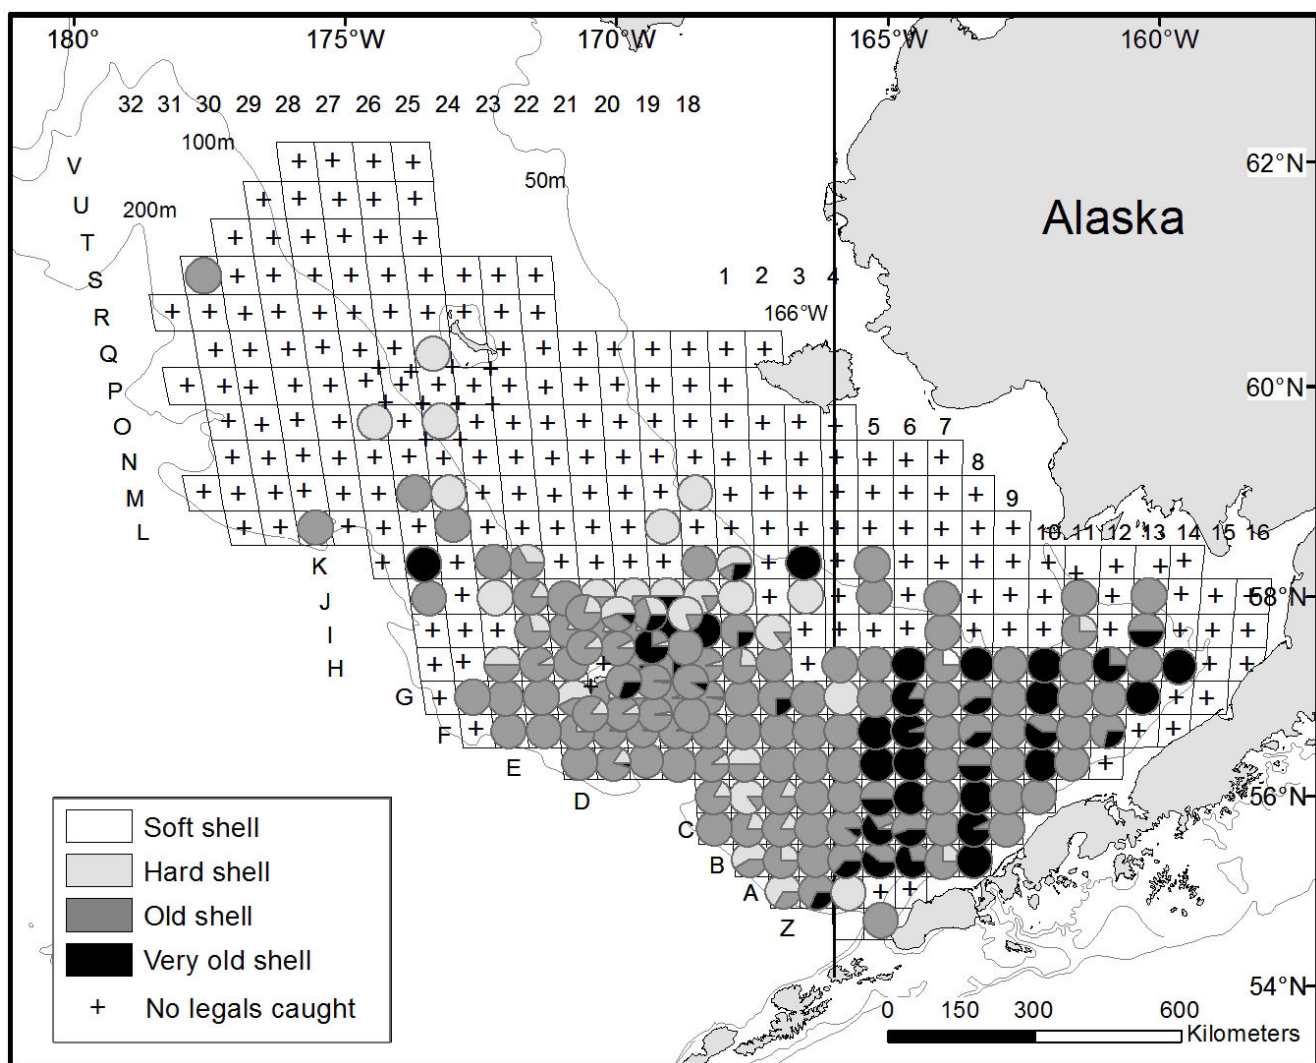 180° 175°W 170°W 165°W 160°W
32 31 30 29 28 27 26 25 24 23 22 21 20 19 18
100m
62°N
V
50m
U
200m
Alaska
T
S
1 2 3 4
R
166°W
Q
P
60°N
O
5 6 7
N
8
M
9
L
10 11 12 13 14 15 16
K
J
58°N
I
H
G
F
E
D
56°N
C
B
A
Z
Soft shell
Hard shell
Old shell
Very old shell
+ No legals caught
54°N
0 150 300 600
Kilometers